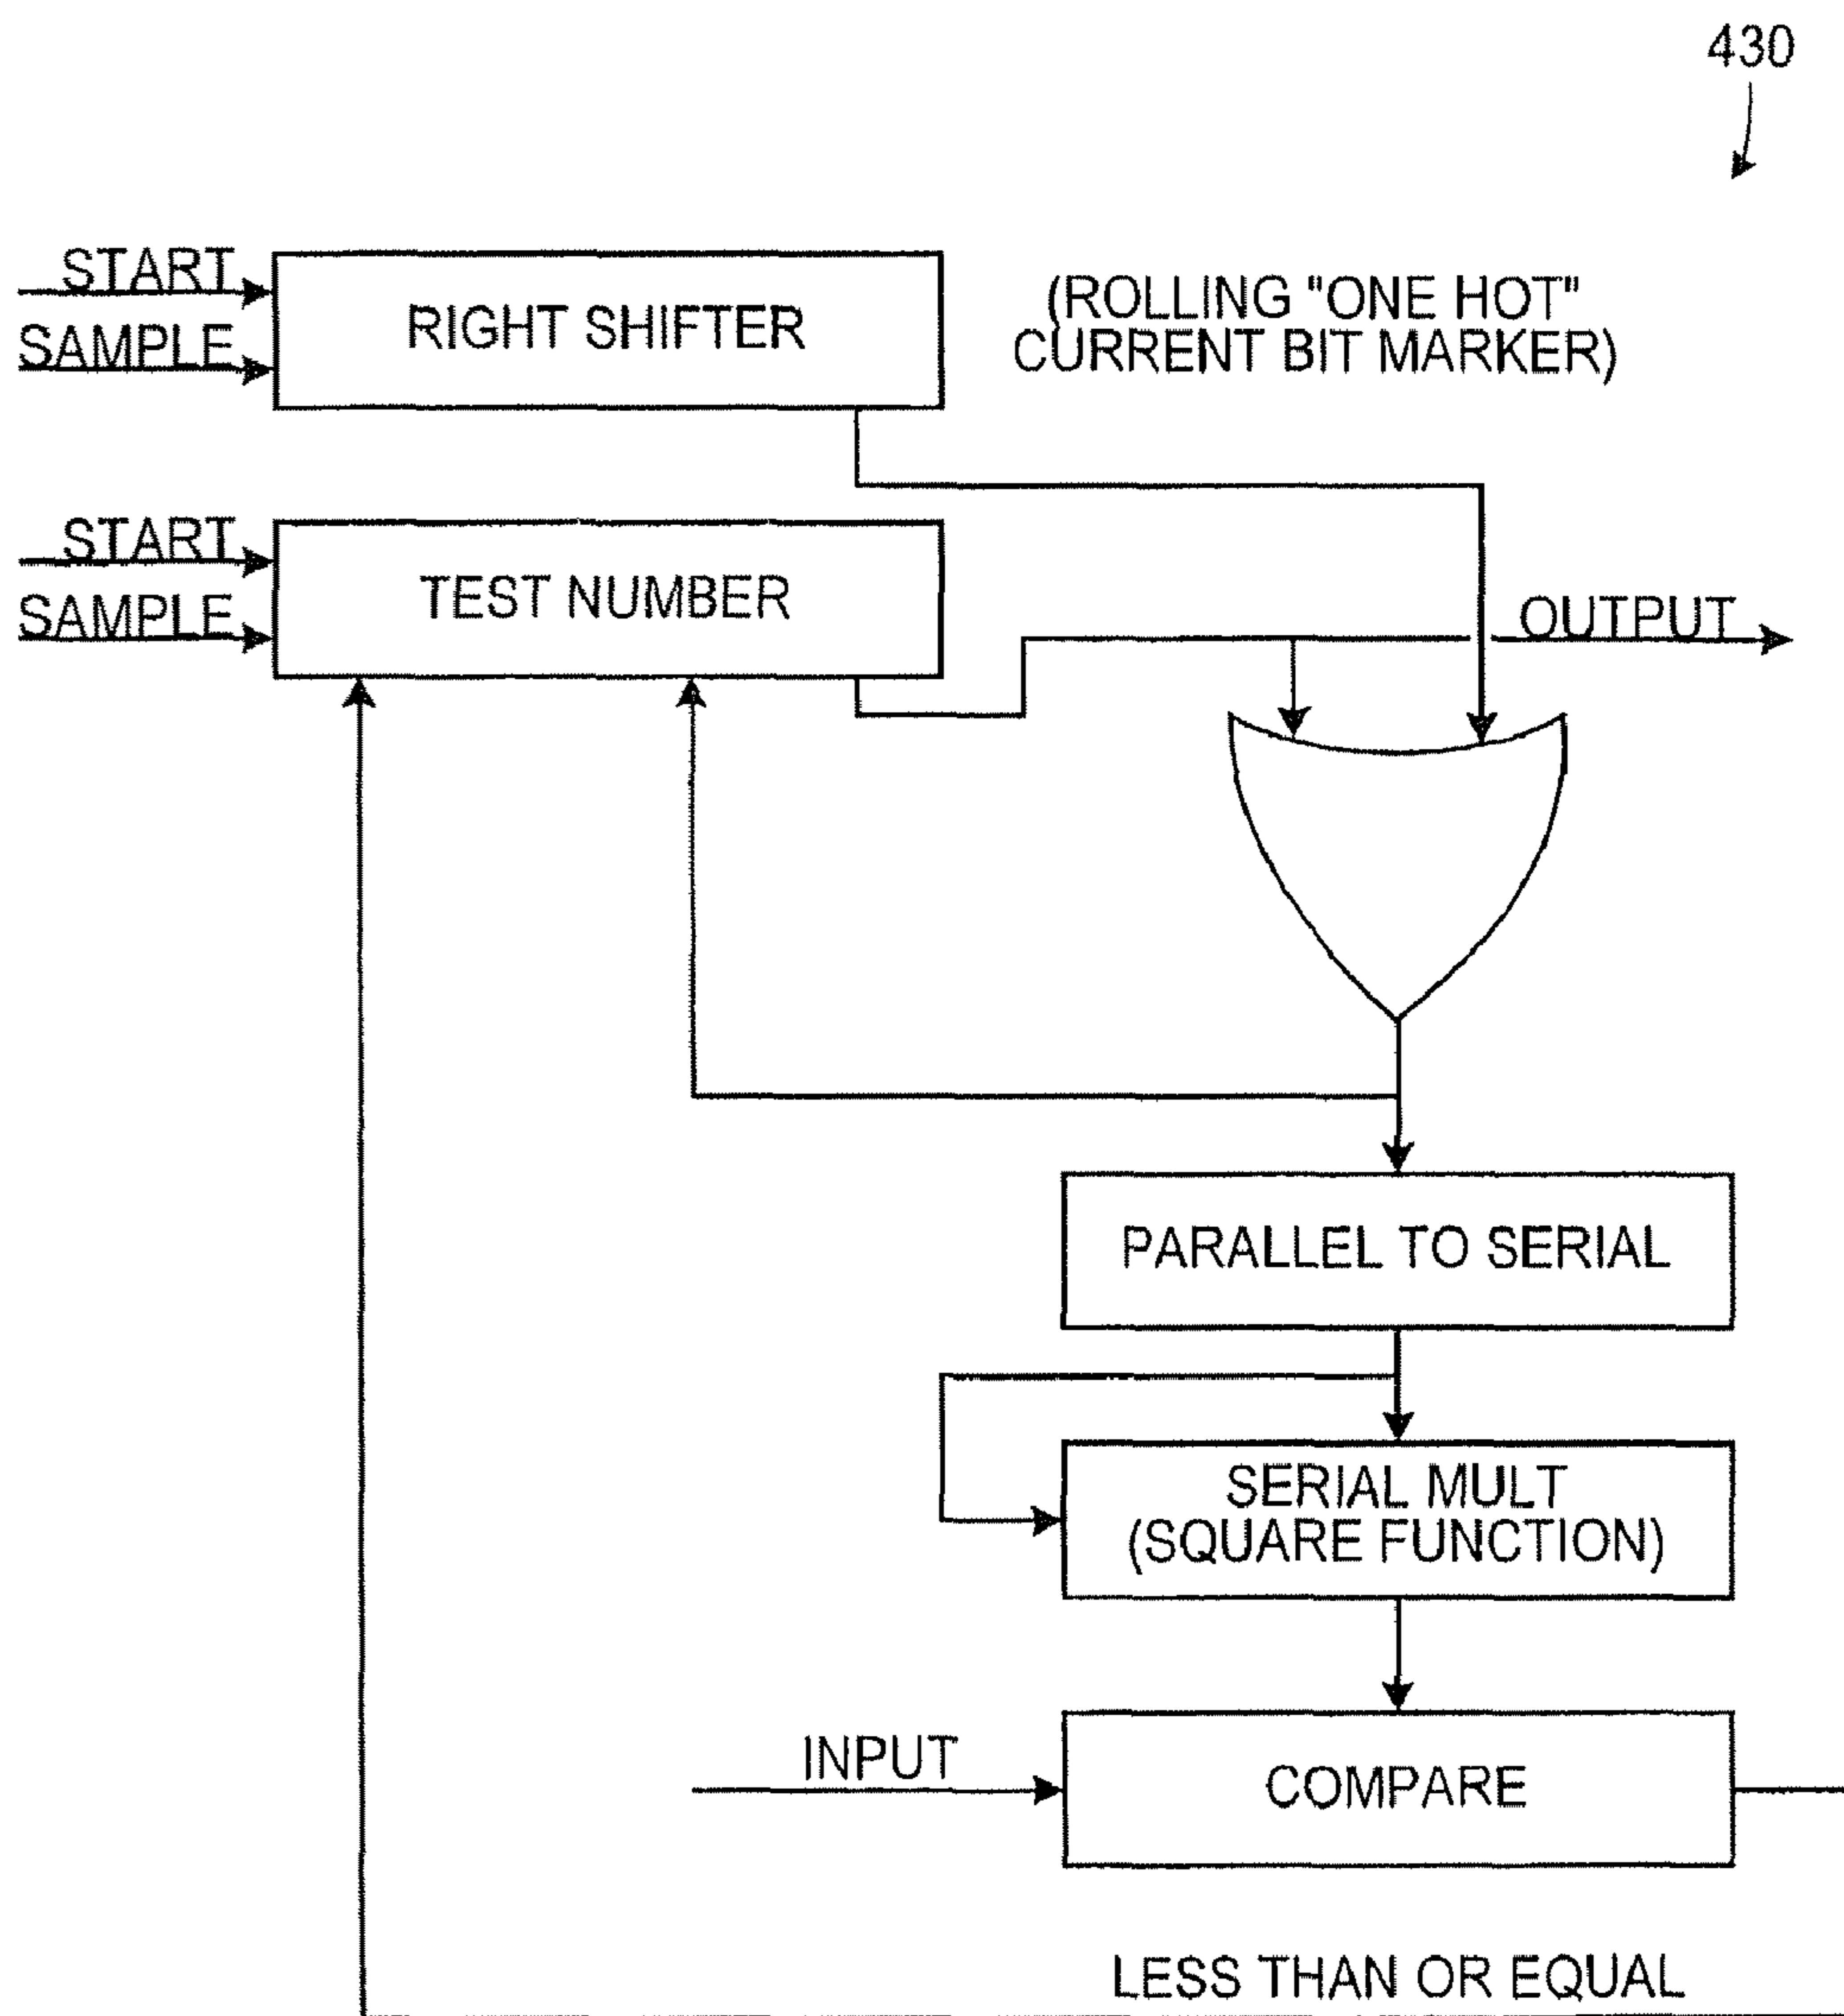 430
START
SAMPLE
RIGHT SHIFTER
(ROLLING "ONE HOT"
CURRENT BIT MARKER)
START
SAMPLE
TEST NUMBER
OUTPUT
PARALLEL TO SERIAL
SERIAL MULT
(SQUARE FUNCTION)
INPUT
COMPARE
LESS THAN OR EQUAL